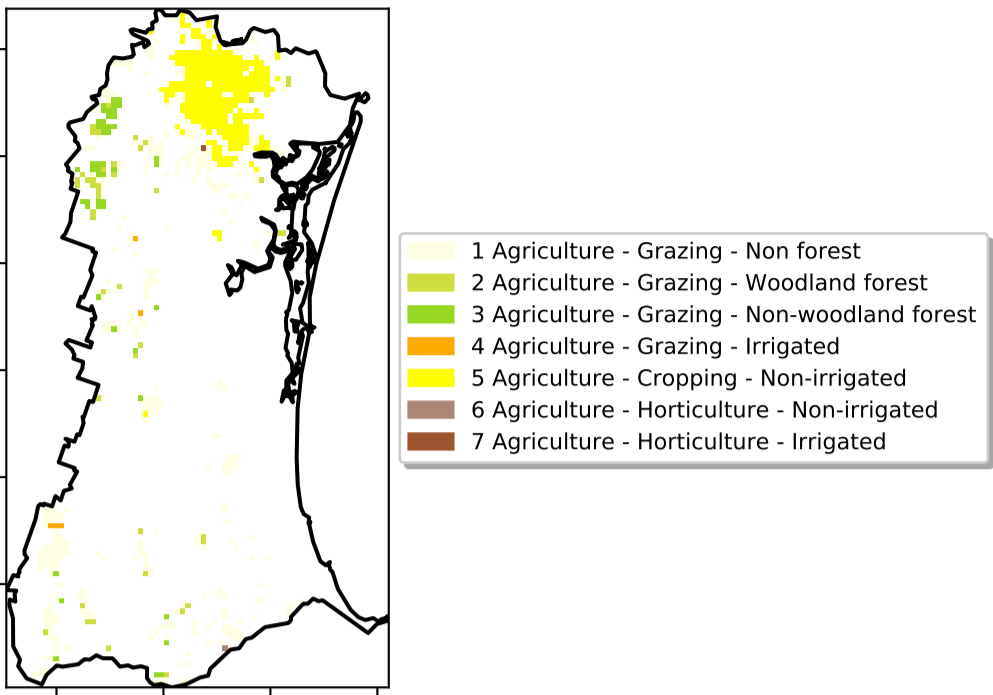 1 Agriculture - Grazing - Non forest
2 Agriculture - Grazing - Woodland forest
3 Agriculture - Grazing - Non-woodland forest
4 Agriculture - Grazing - Irrigated
5 Agriculture - Cropping - Non-irrigated
6 Agriculture - Horticulture - Non-irrigated
7 Agriculture - Horticulture - Irrigated